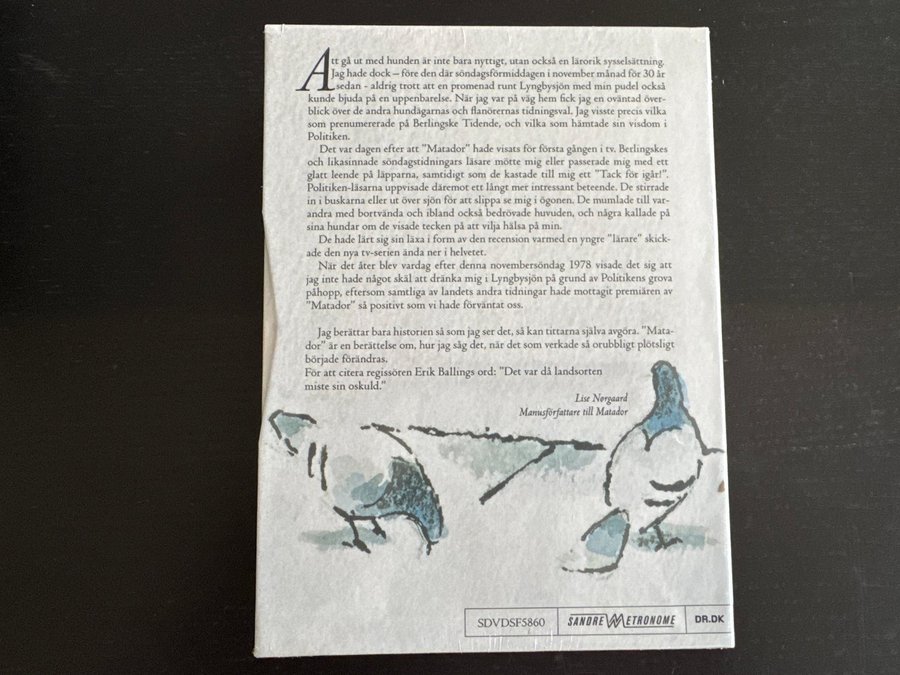 Att gå ut med hunden är inte bara nyttigt, utan också en lärorik sysselsättning.
Jag hade dock – före den där söndagsförmiddagen i november månad för 30 år
sedan - aldrig trott att en promenad runt Lyngbysjön med min pudel också
kunde bjuda på en uppenbarelse. När jag var på väg hem fick jag en oväntad över-
blick över de andra hundägarnas och flanörernas tidningsval. Jag visste precis vilka
som prenumererade på Berlingske Tidende, och vilka som hämtade sin visdom i
Politiken.
Det var dagen efter att "Matador" hade visats för första gången i tv. Berlingskes
och likasinnade söndagstidningars läsare mötte mig eller passerade mig med ett
glatt leende på läpparna, samtidigt som de kastade till mig ett "Tack för igår!".
Politiken-läsarna uppvisade däremot ett långt mer intressant beteende. De stirrade
in i buskarna eller ut över sjön för att slippa se mig i ögonen. De mumlade till var-
andra med bortvända och ibland också bedrövade huvuden, och några kallade på
sina hundar om de visade tecken på att vilja hälsa på min.
De hade lärt sig sin läxa i form av den recension varmed en yngre "lärare" skick-
ade den nya tv-serien ända ner i helvetet.
När det åter blev vardag efter denna novembersöndag 1978 visade det sig att
jag inte hade något skäl att dränka mig i Lyngbysjön på grund av Politikens grova
påhopp, eftersom samtliga av landets andra tidningar hade mottagit premiären av
"Matador" så positivt som vi hade förväntat oss.
Jag berättar bara historien så som jag ser det, så kan tittarna själva avgöra. "Mata-
dor" är en berättelse om, hur jag såg det, när det som verkade så orubbligt plötsligt
började förändras.
För att citera regissören Erik Ballings ord: "Det var då landsorten
miste sin oskuld."
Lise Nørgaard
Manusförfattare till Matador
SDVDSF5860
SANDREW METRONOME
DR.DK